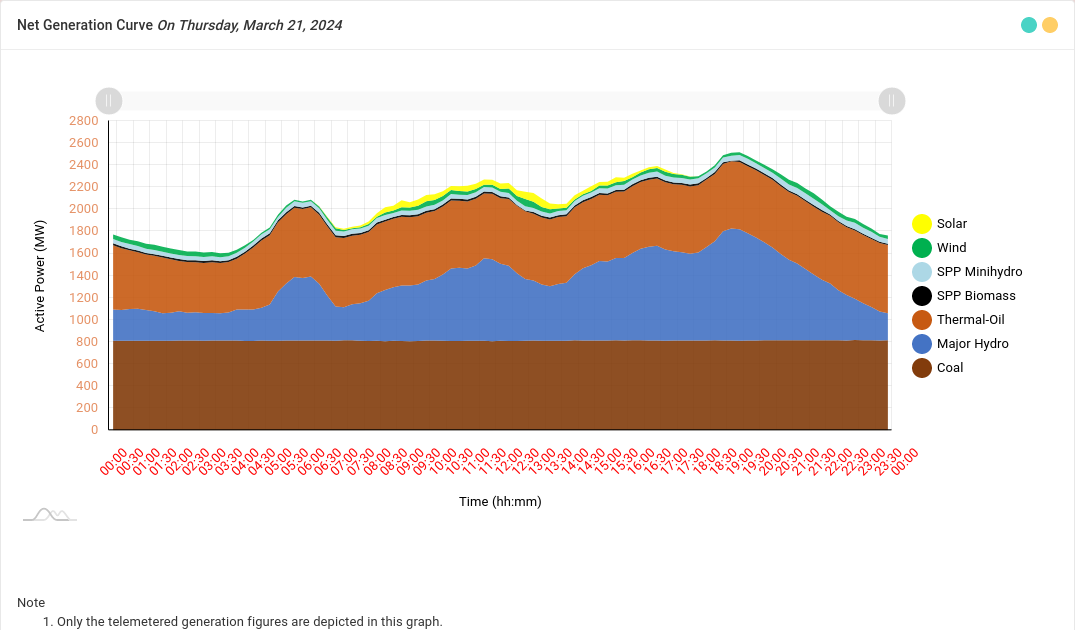 Net Generation Curve On Thursday, March 21, 2024
2800
2600
2400
2200
2000
1800
1600
1400
1200
1000
800
600
400
200
0
Active Power (MW)
Solar
Wind
SPP Minihydro
SPP Biomass
Thermal-Oil
Major Hydro
Coal
00:00 00:30 01:00 01:30 02:00 02:30 03:00 03:30 04:00 04:30 05:00 05:30 06:00 06:30 07:00 07:30 08:00 08:30 09:00 09:30 10:00 10:30 11:00 11:30 12:00 12:30 13:00 13:30 14:00 14:30 15:00 15:30 16:00 16:30 17:00 17:30 18:00 18:30 19:00 19:30 20:00 20:30 21:00 21:30 22:00 22:30 23:00 23:30 00:00
Time (hh:mm)
Note
1. Only the telemetered generation figures are depicted in this graph.